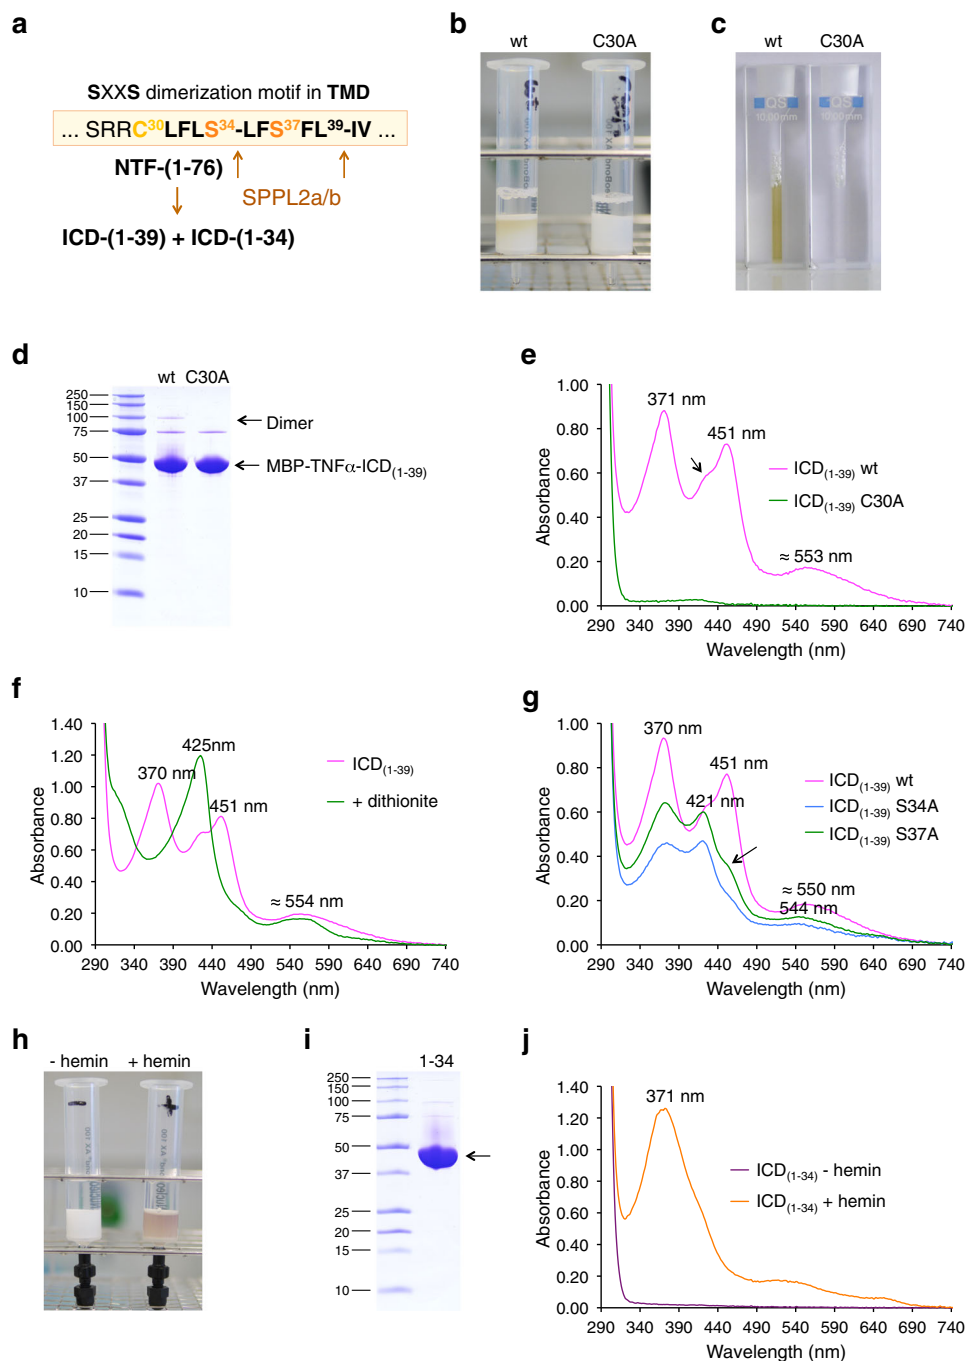 a
SXXS dimerization motif in TMD
... SRRC30LFLS34-LFS37FL39-IV ...
NTF-(1-76)
SPPL2a/b
ICD-(1-39) + ICD-(1-34)
b
wt C30A
c
wt C30A
QS QS
10.00mm 10.00mm
d
wt C30A
250
150
100
75
50
37
25
20
15
10
Dimer
MBP-TNFα-ICD(1-39)
e
Absorbance
1.00
0.80
0.60
0.40
0.20
0.00
371 nm
451 nm
≈ 553 nm
ICD(1-39) wt
ICD(1-39) C30A
290 340 390 440 490 540 590 640 690 740
Wavelength (nm)
f
Absorbance
1.40
1.20
1.00
0.80
0.60
0.40
0.20
0.00
425nm
370 nm
451 nm
≈ 554 nm
ICD(1-39)
+ dithionite
290 340 390 440 490 540 590 640 690 740
Wavelength (nm)
g
Absorbance
1.00
0.80
0.60
0.40
0.20
0.00
370 nm
451 nm
421 nm
≈ 550 nm
544 nm
ICD(1-39) wt
ICD(1-39) S34A
ICD(1-39) S37A
290 340 390 440 490 540 590 640 690 740
Wavelength (nm)
h
- hemin + hemin
i
1-34
250
150
100
75
50
37
25
20
15
10
j
Absorbance
1.40
1.20
1.00
0.80
0.60
0.40
0.20
0.00
371 nm
ICD(1-34) - hemin
ICD(1-34) + hemin
290 340 390 440 490 540 590 640 690 740
Wavelength (nm)